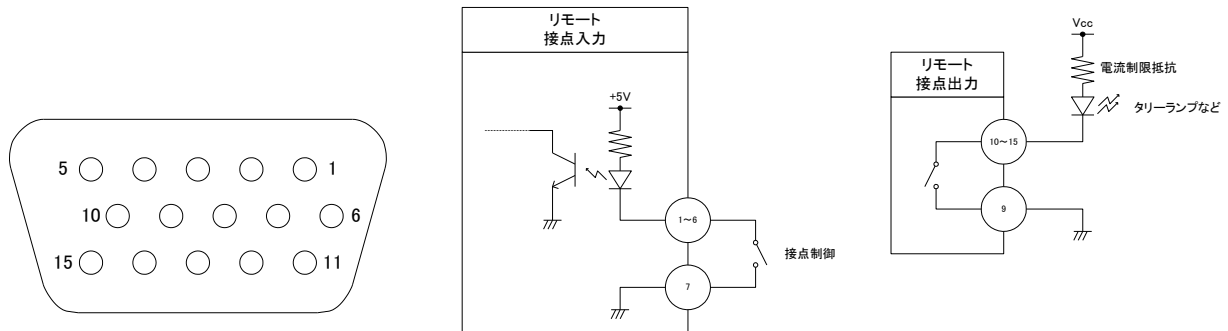 5
1
10
6
15
11
リモート
接点入力
+5V
1～6
7
接点制御
リモート
接点出力
Vcc
電流制限抵抗
タリーランプなど
10～15
9